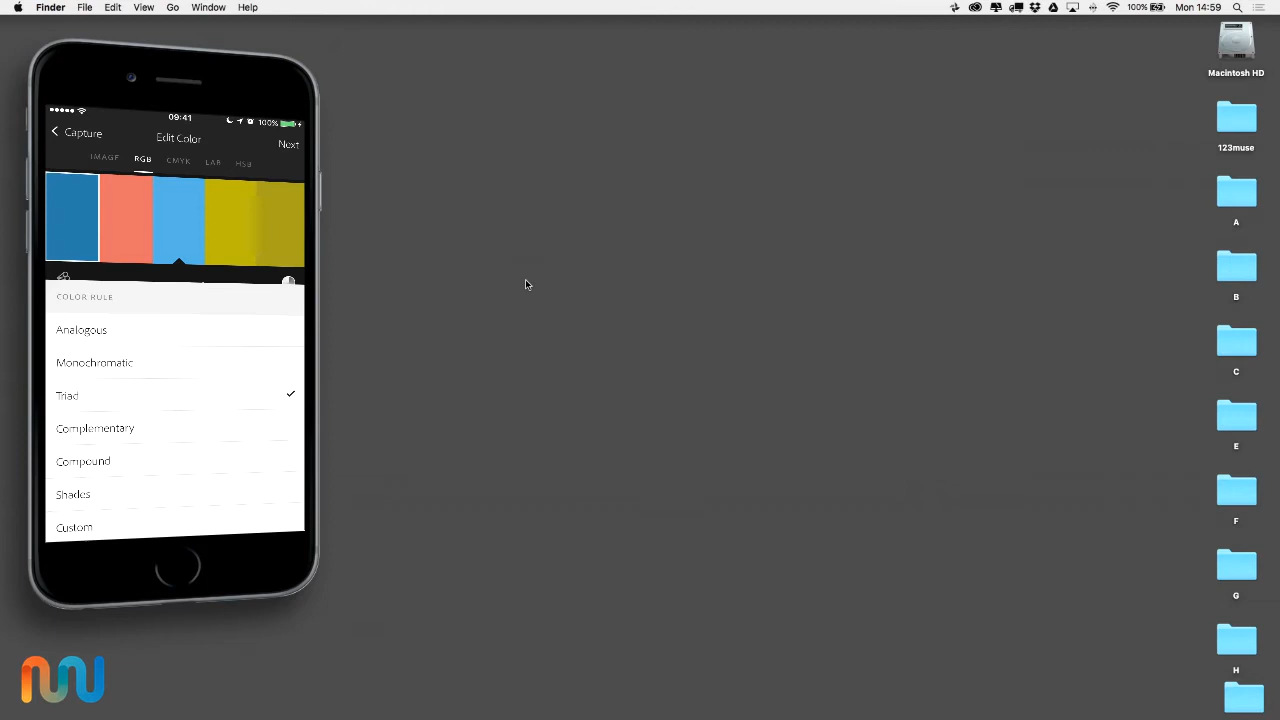 Finder File Edit View Go Window Help
100% Mon 14:59
Macintosh HD
123muse
A
B
C
E
F
G
H
09:41
100%
Capture
Edit Color
Next
IMAGE RGB CMYK LAB HSB
COLOR RULE
Analogous
Monochromatic
Triad
Complementary
Compound
Shades
Custom